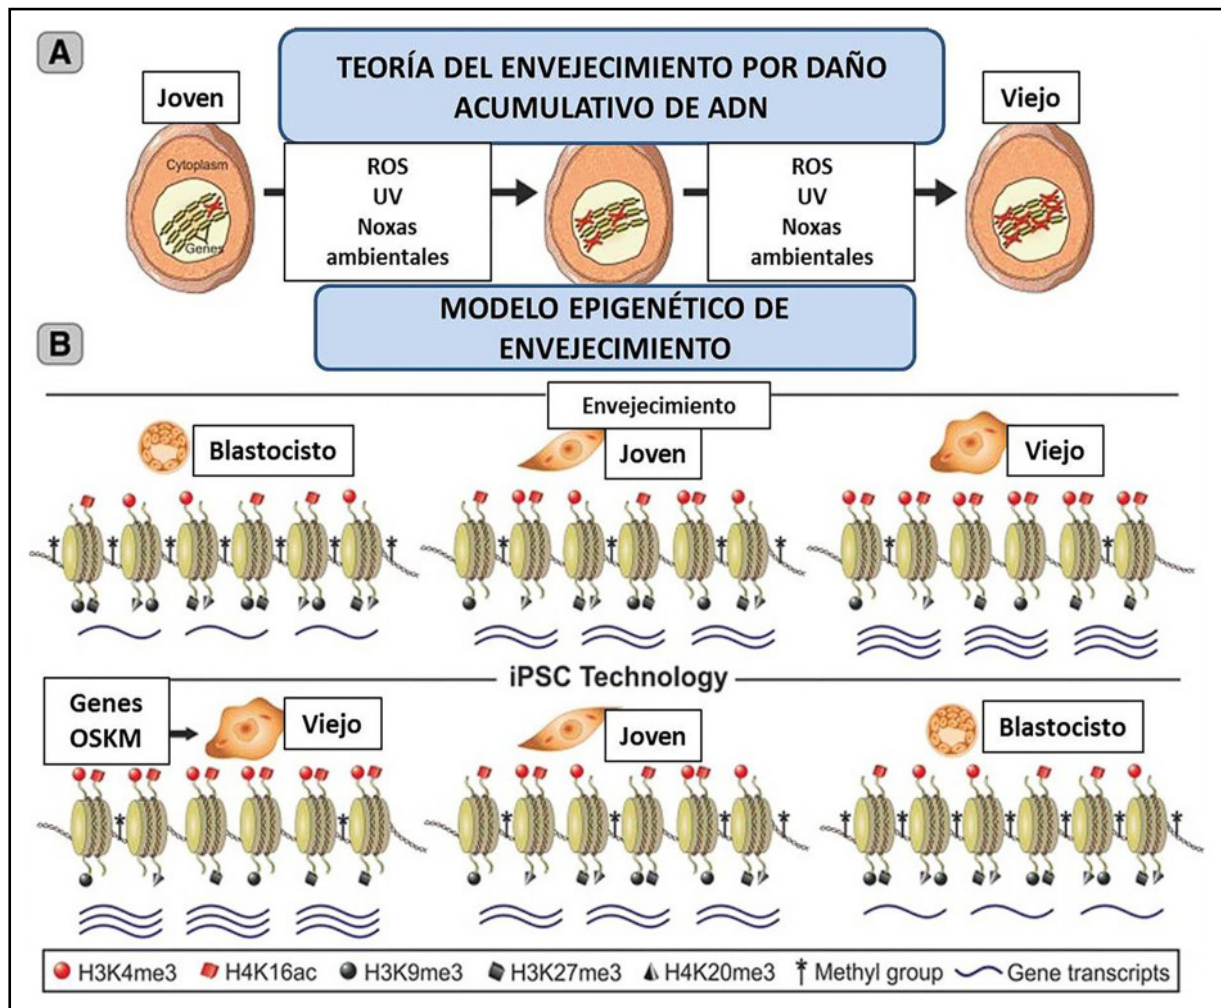 A
TEORÍA DEL ENVEJECIMIENTO POR DAÑO
ACUMULATIVO DE ADN
Joven
Viejo
Cytoplasm
Genes
ROS
UV
Noxas
ambientales
ROS
UV
Noxas
ambientales
B
MODELO EPIGENÉTICO DE
ENVEJECIMIENTO
Envejecimiento
Blastocisto
Joven
Viejo
iPSC Technology
Genes
OSKM
Viejo
Joven
Blastocisto
H3K4me3 H4K16ac H3K9me3 H3K27me3 H4K20me3 Methyl group Gene transcripts